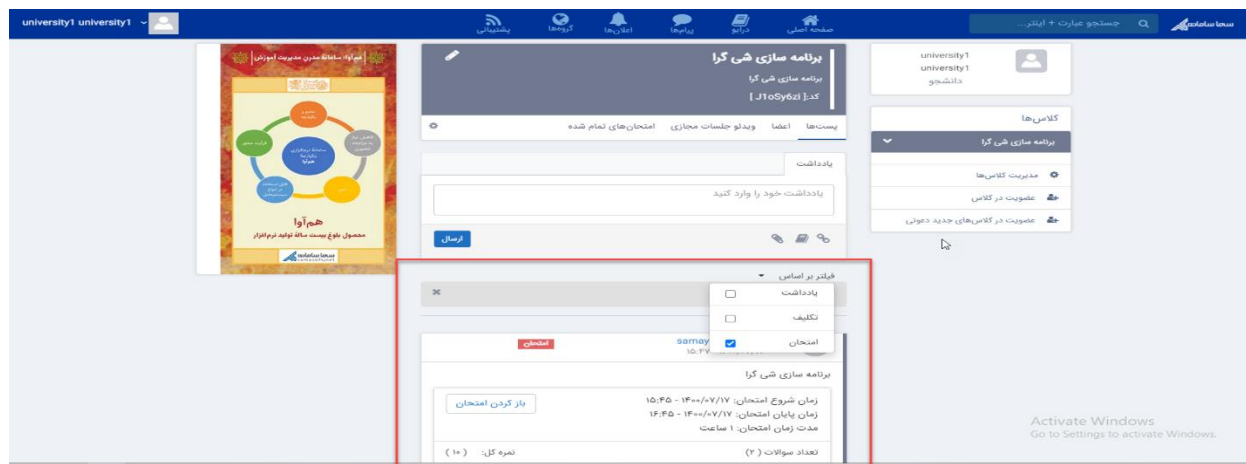 university1 university1
پشتیبانی
گروه‌ها
اعلان‌ها
پیام‌ها
درایو
صفحه اصلی
جستجو عبارت + اینتر...
university1
university1
دانشجو
کلاس‌ها
برنامه سازی شی گرا
مدیریت کلاس‌ها
عضویت در کلاس
عضویت در کلاس‌های جدید دعوتی
برنامه سازی شی گرا
برنامه سازی شی گرا
کد:[ J1oSy6zi ]
پست‌ها اعضا ویدئو جلسات مجازی امتحان‌های تمام شده
یادداشت
یادداشت خود را وارد کنید
ارسال
فیلتر بر اساس
یادداشت
تکلیف
امتحان
samay
امتحان
۱۵:۴۷
برنامه سازی شی گرا
زمان شروع امتحان: ۱۴۰۰/۰۷/۱۷ - ۱۵:۴۵
زمان پایان امتحان: ۱۴۰۰/۰۷/۱۷ - ۱۶:۴۵
مدت زمان امتحان: ۱ ساعت
باز کردن امتحان
تعداد سوالات ( ۲ )
نمره کل: ( ۱۰ )
هم‌آوا: سامانهٔ مدرن مدیریت آموزش
هم‌آوا
محصول بلوغ بیست سالهٔ تولید نرم‌افزار
Activate Windows
Go to Settings to activate Windows.